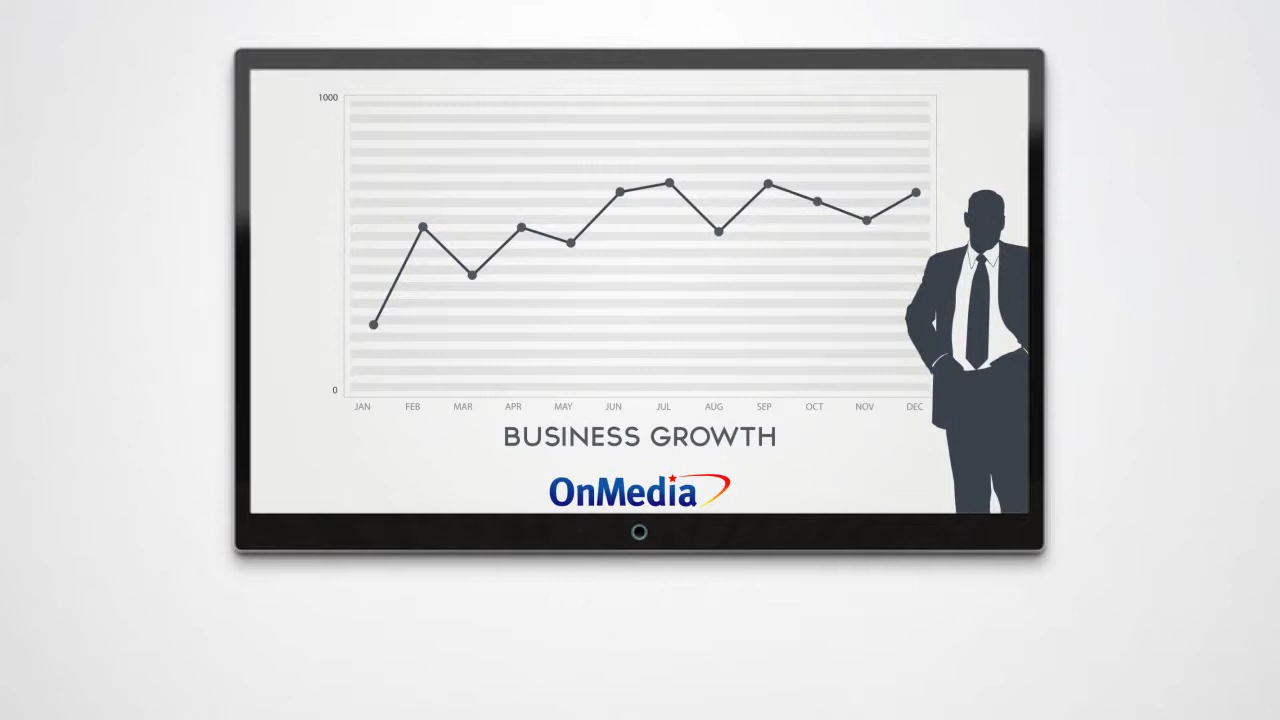 1000
0
JAN FEB MAR APR MAY JUN JUL AUG SEP OCT NOV DEC
BUSINESS GROWTH
OnMedia